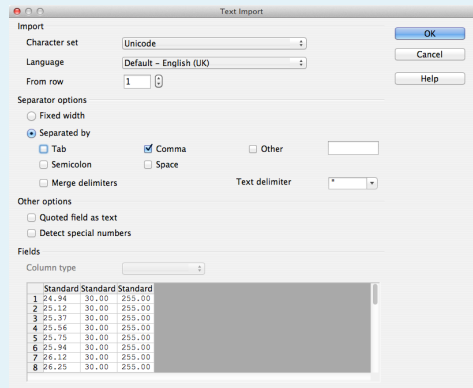 Text Import
Import
Character set Unicode
Language Default – English (UK)
From row 1
OK
Cancel
Help
Separator options
Fixed width
Separated by
Tab Comma Other
Semicolon Space
Merge delimiters Text delimiter "
Other options
Quoted field as text
Detect special numbers
Fields
Column type
Standard Standard Standard
1 24.94 30.00 255.00
2 25.12 30.00 255.00
3 25.37 30.00 255.00
4 25.56 30.00 255.00
5 25.75 30.00 255.00
6 25.94 30.00 255.00
7 26.12 30.00 255.00
8 26.25 30.00 255.00